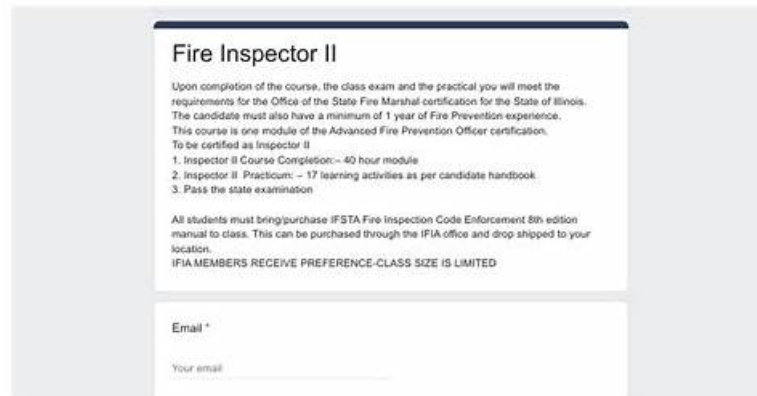 Fire Inspector II
Upon completion of the course, the class exam and the practical you will meet the
requirements for the Office of the State Fire Marshal certification for the State of Illinois.
The candidate must also have a minimum of 1 year of Fire Prevention experience.
This course is one module of the Advanced Fire Prevention Officer certification.
To be certified as Inspector II
1. Inspector II Course Completion:– 40 hour module
2. Inspector II  Practicum: – 17 learning activities as per candidate handbook
3. Pass the state examination
All students must bring/purchase IFSTA Fire Inspection Code Enforcement 8th edition
manual to class. This can be purchased through the IFIA office and drop shipped to your
location.
IFIA MEMBERS RECEIVE PREFERENCE-CLASS SIZE IS LIMITED
Email *
Your email